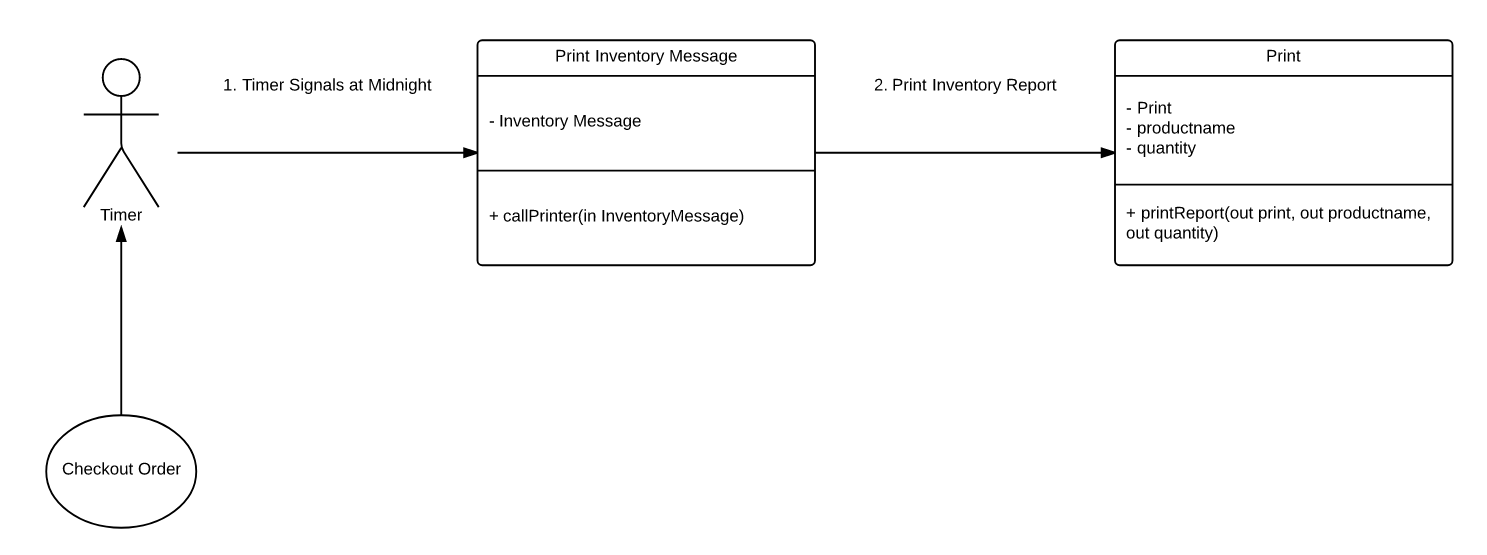 Print Inventory Message
Print
1. Timer Signals at Midnight
2. Print Inventory Report
- Inventory Message
- Print
- productname
- quantity
+ callPrinter(in InventoryMessage)
+ printReport(out print, out productname,
out quantity)
Timer
Checkout Order